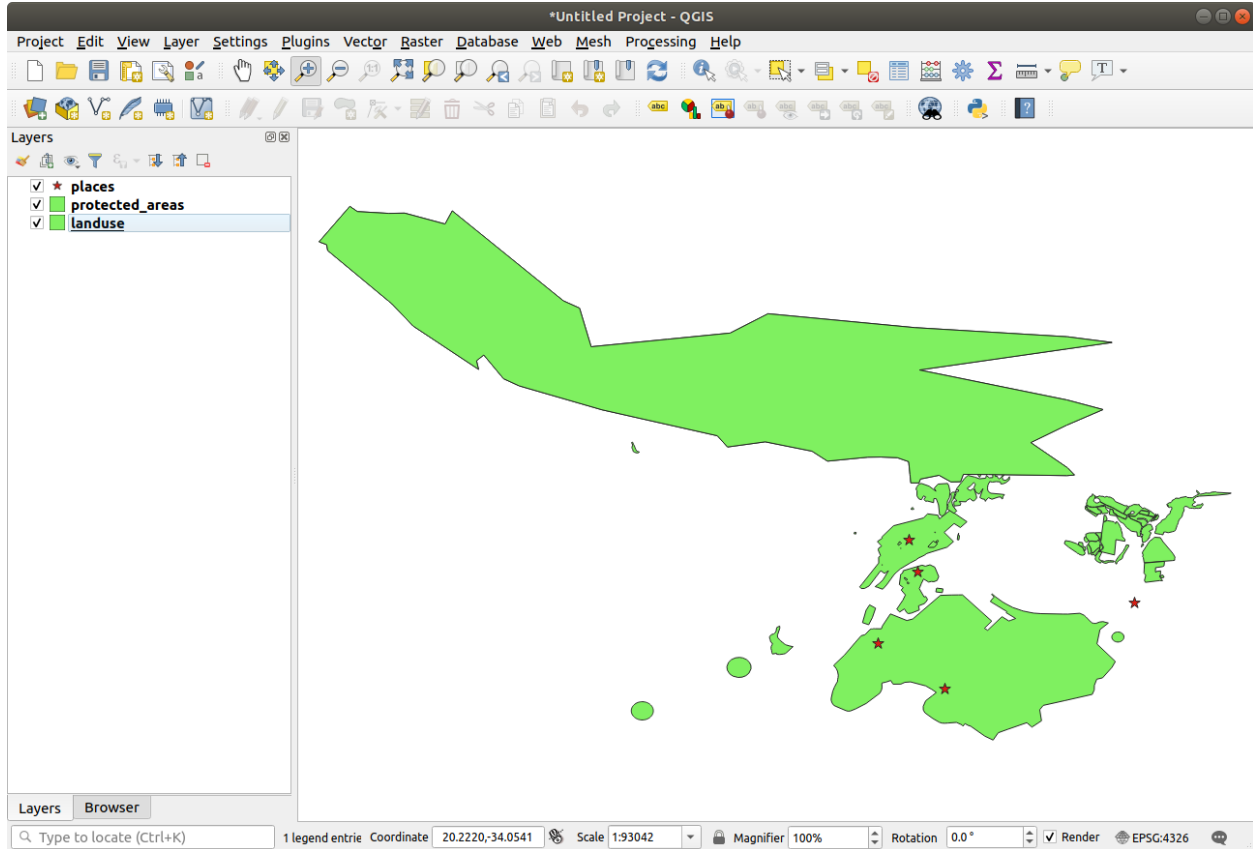 *Untitled Project - QGIS
Project Edit View Layer Settings Plugins Vector Raster Database Web Mesh Processing Help
abc
Layers
places
protected_areas
landuse
Layers Browser
Type to locate (Ctrl+K) 1 legend entrie Coordinate 20.2220,-34.0541 Scale 1:93042 Magnifier 100% Rotation 0.0 ° Render EPSG:4326